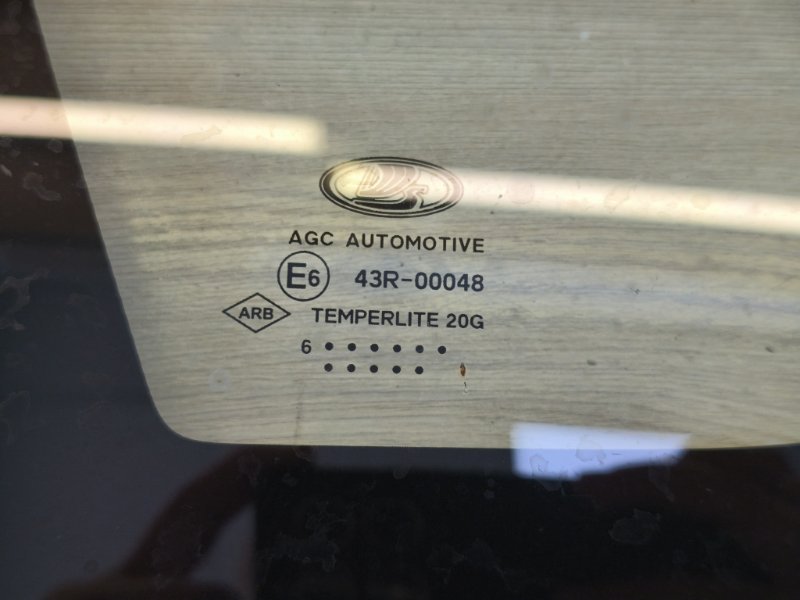 AGC AUTOMOTIVE
E6 43R-00048
ARB TEMPERLITE 20G
6 ● ● ● ● ● ●
● ● ● ● ●